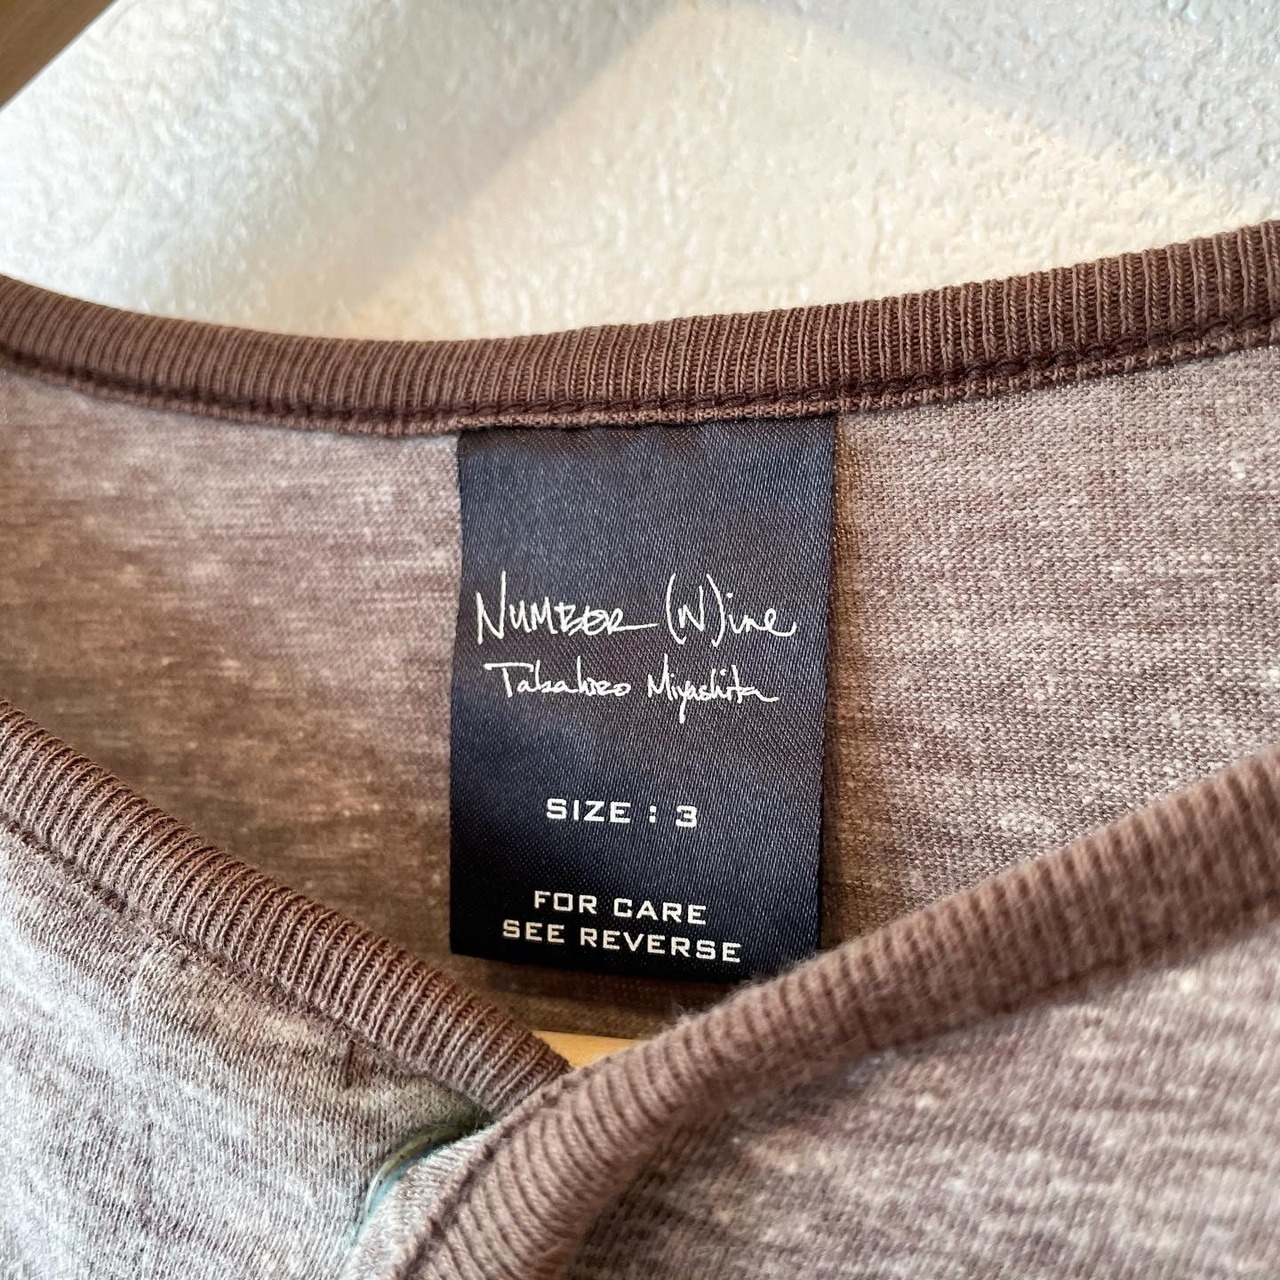 NUMBER (N)ine
Takahiro Miyashita
SIZE : 3
FOR CARE
SEE REVERSE